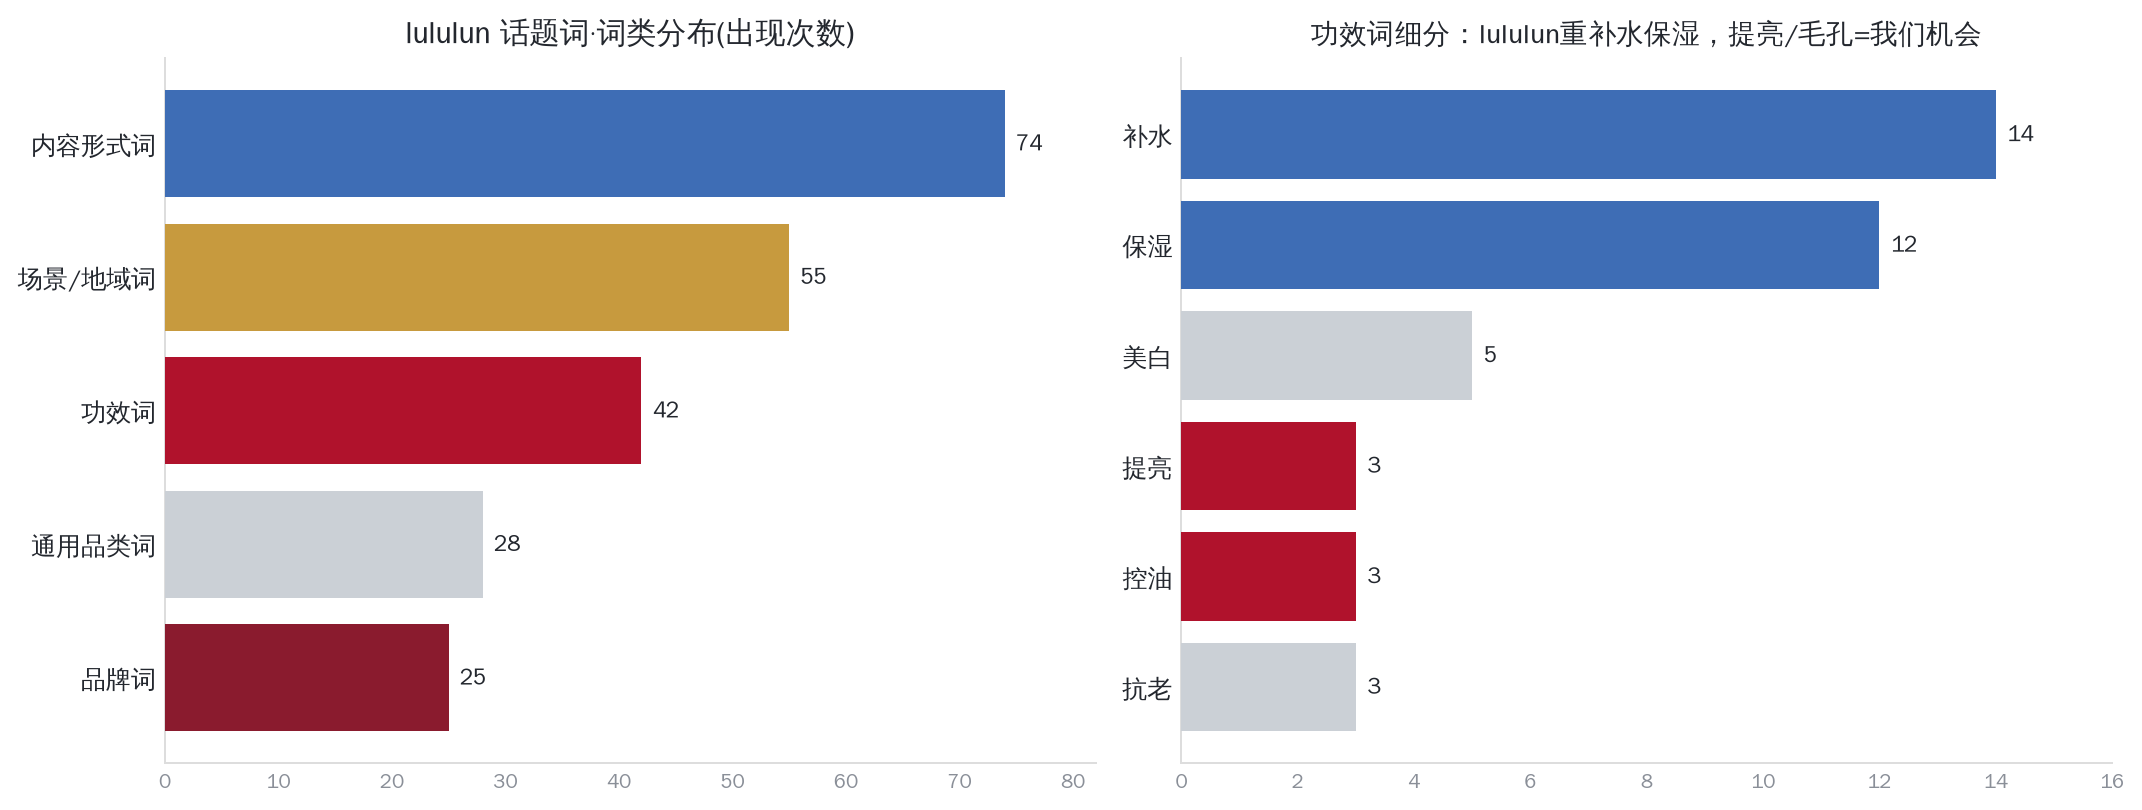 lululun 话题词·词类分布(出现次数)
内容形式词
74
场景/地域词
55
功效词
42
通用品类词
28
品牌词
25
0 10 20 30 40 50 60 70 80
功效词细分：lululun重补水保湿，提亮/毛孔=我们机会
补水
14
保湿
12
美白
5
提亮
3
控油
3
抗老
3
0 2 4 6 8 10 12 14 16